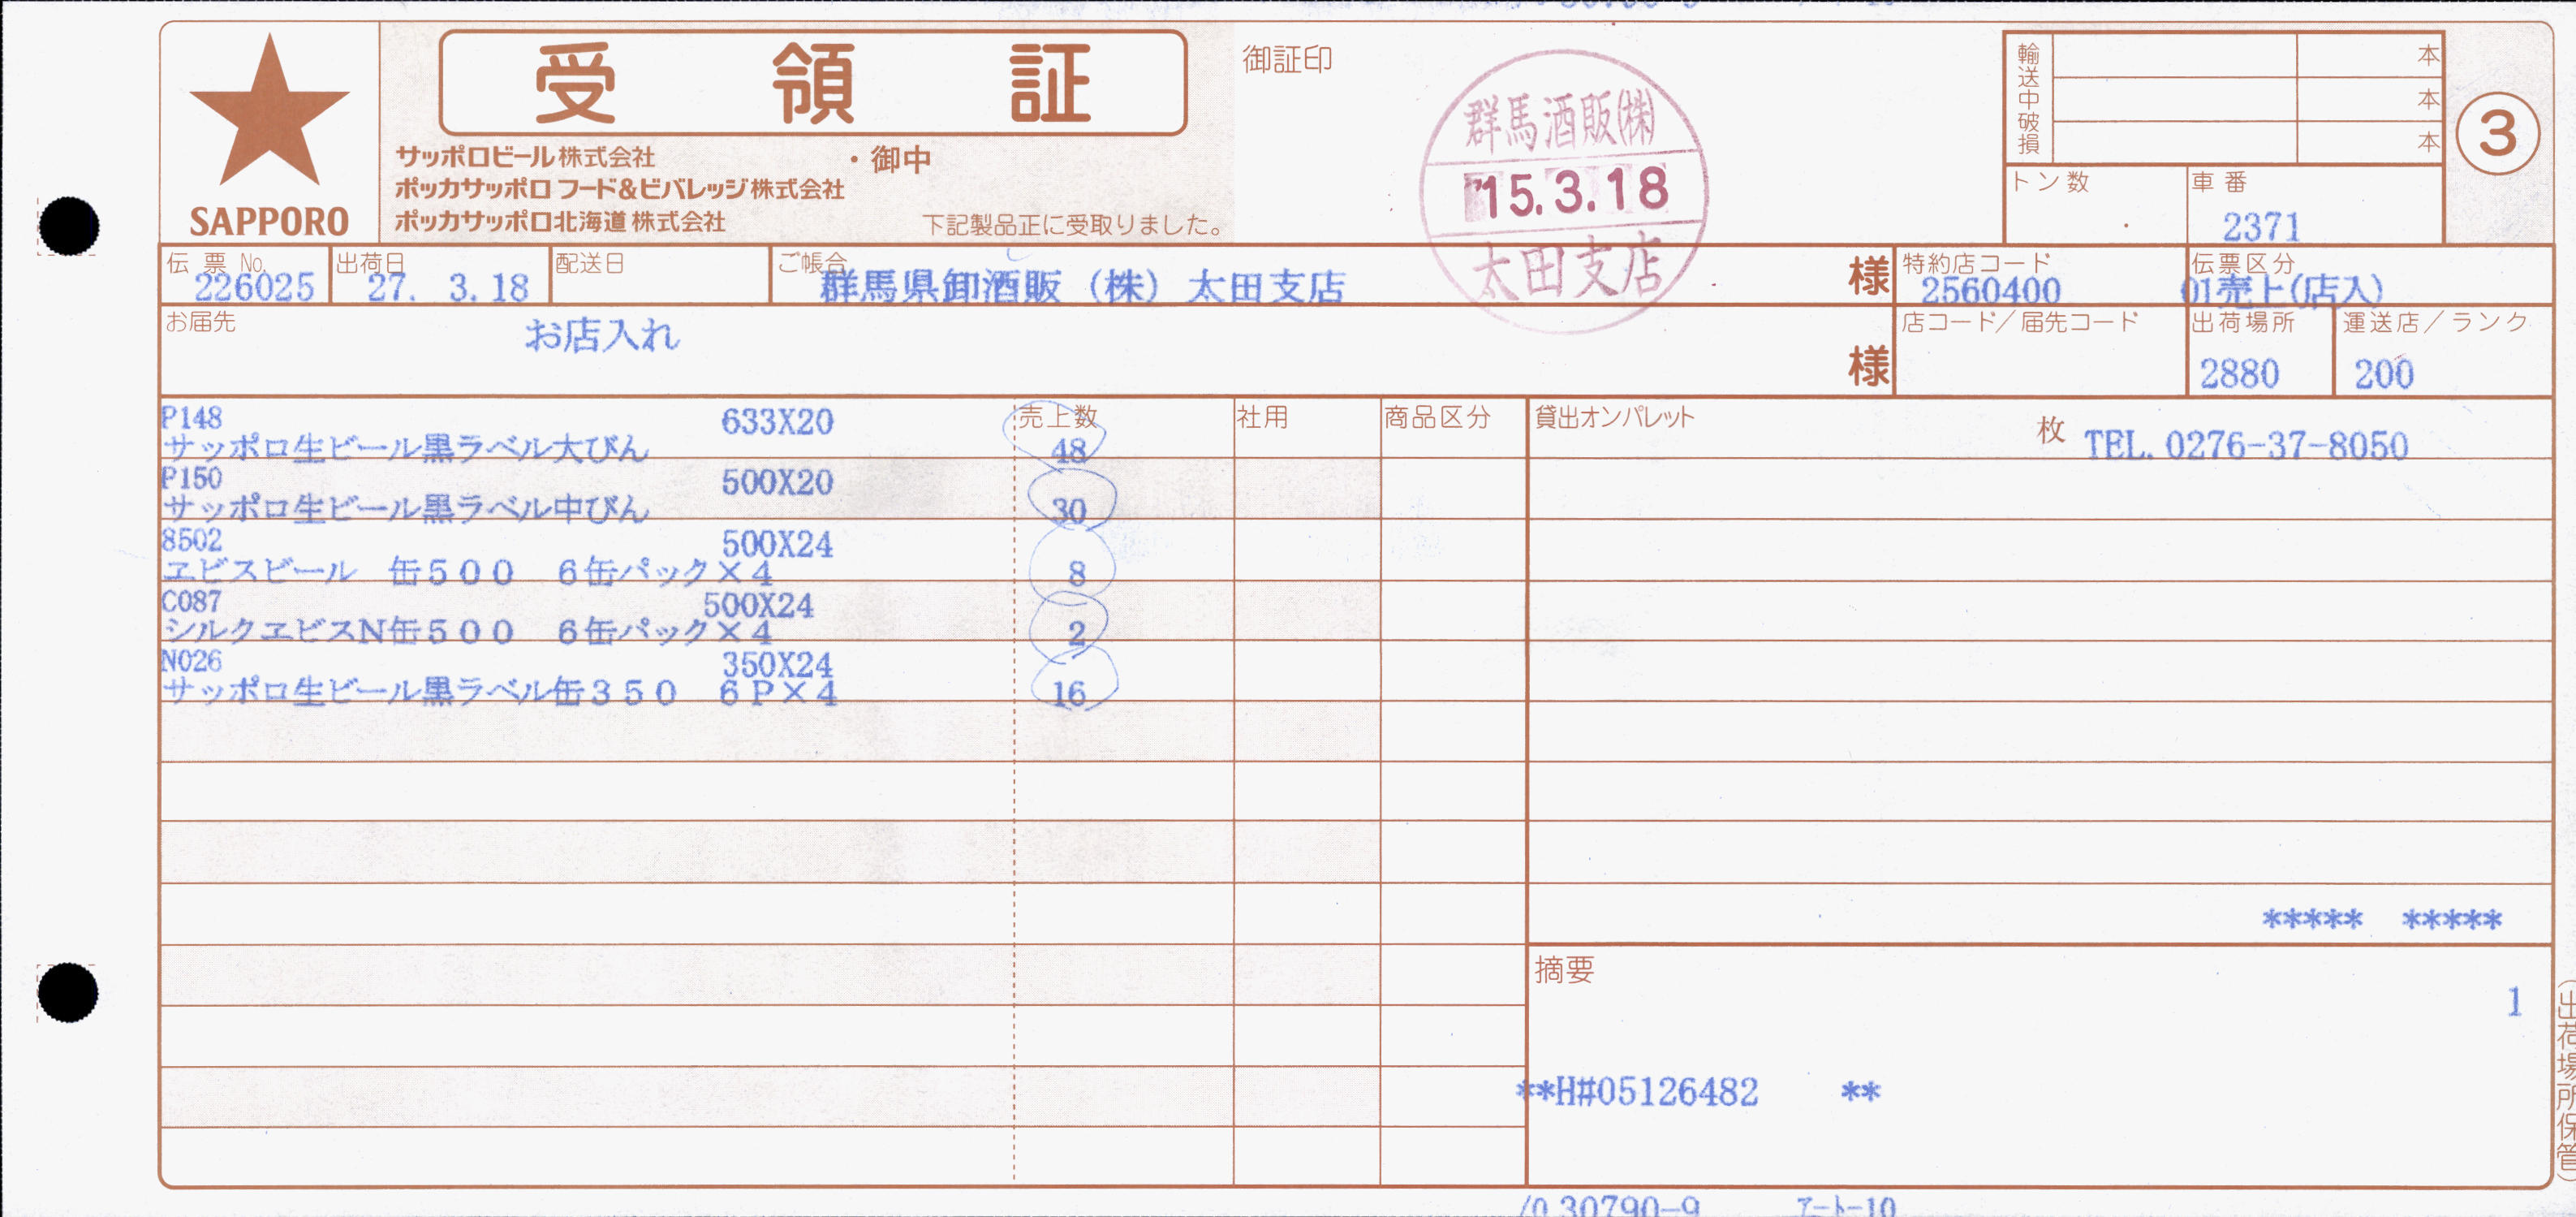 受領証
御証印
輸送中破損
本
本
本
③
サッポロビール株式会社 ・御中
ポッカサッポロ フード&ビバレッジ株式会社
ポッカサッポロ北海道株式会社
下記製品正に受取りました。
SAPPORO
群馬酒販㈱
'15.3.18
太田支店
トン数
車番
2371
伝票No. 226025
出荷日 27. 3.18
配送日
ご帳合 群馬県卸酒販（株）太田支店 様
特約店コード 2560400
伝票区分 01売上(店入)
お届先 お店入れ 様
店コード／届先コード
出荷場所 2880
運送店／ランク 200
売上数 社用 商品区分 貸出オンパレット 枚
TEL. 0276-37-8050
P148 633X20
サッポロ生ビール黒ラベル大びん 48
P150 500X20
サッポロ生ビール黒ラベル中びん 30
8502 500X24
ヱビスビール 缶500 6缶パック×4 8
C087 500X24
シルクヱビスN缶500 6缶パック×4 2
N026 350X24
サッポロ生ビール黒ラベル缶350 6P×4 16
***** *****
摘要
1
**H#05126482 **
(出荷場所保管)
30790-9 ｱｰﾄ-10